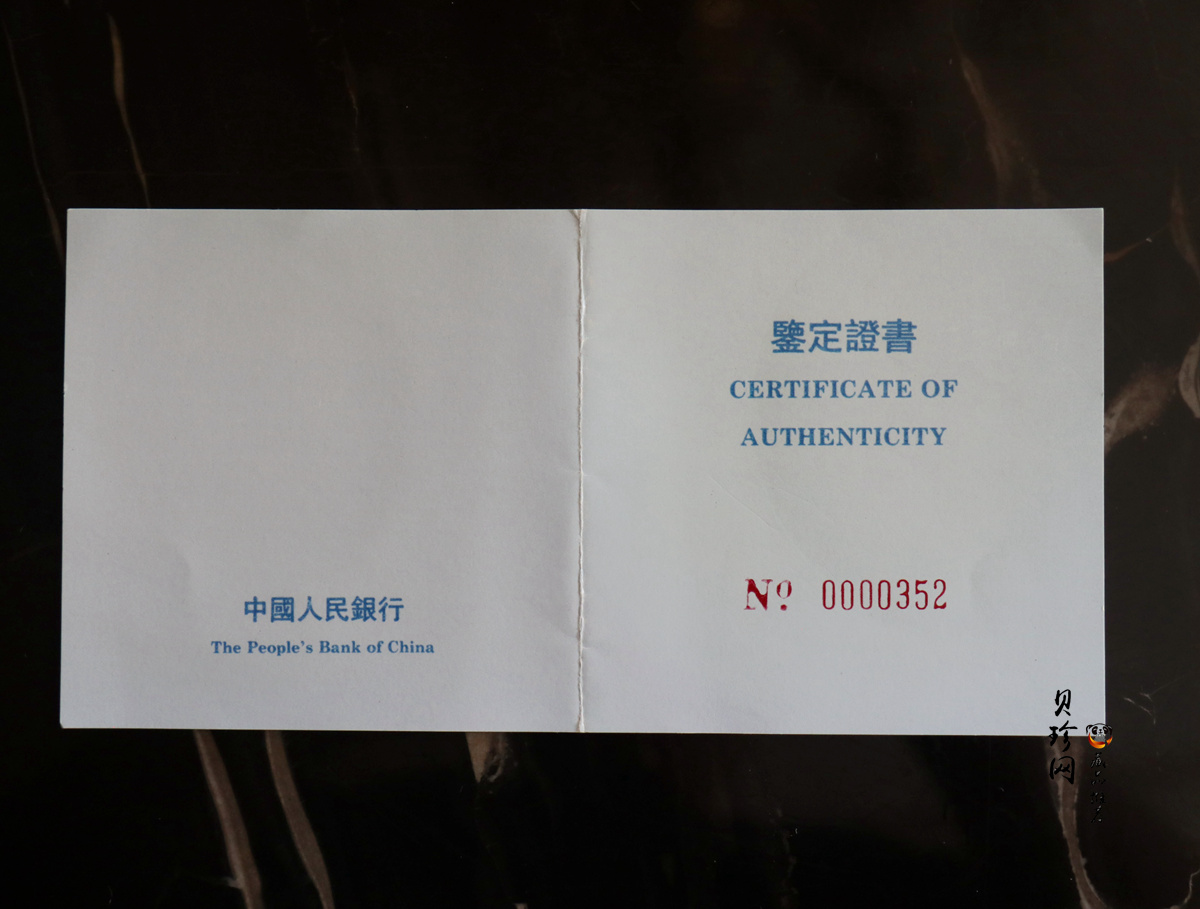 中國人民銀行
The People's Bank of China
鑒定證書
CERTIFICATE OF
AUTHENTICITY
Nº 0000352
贝珍网